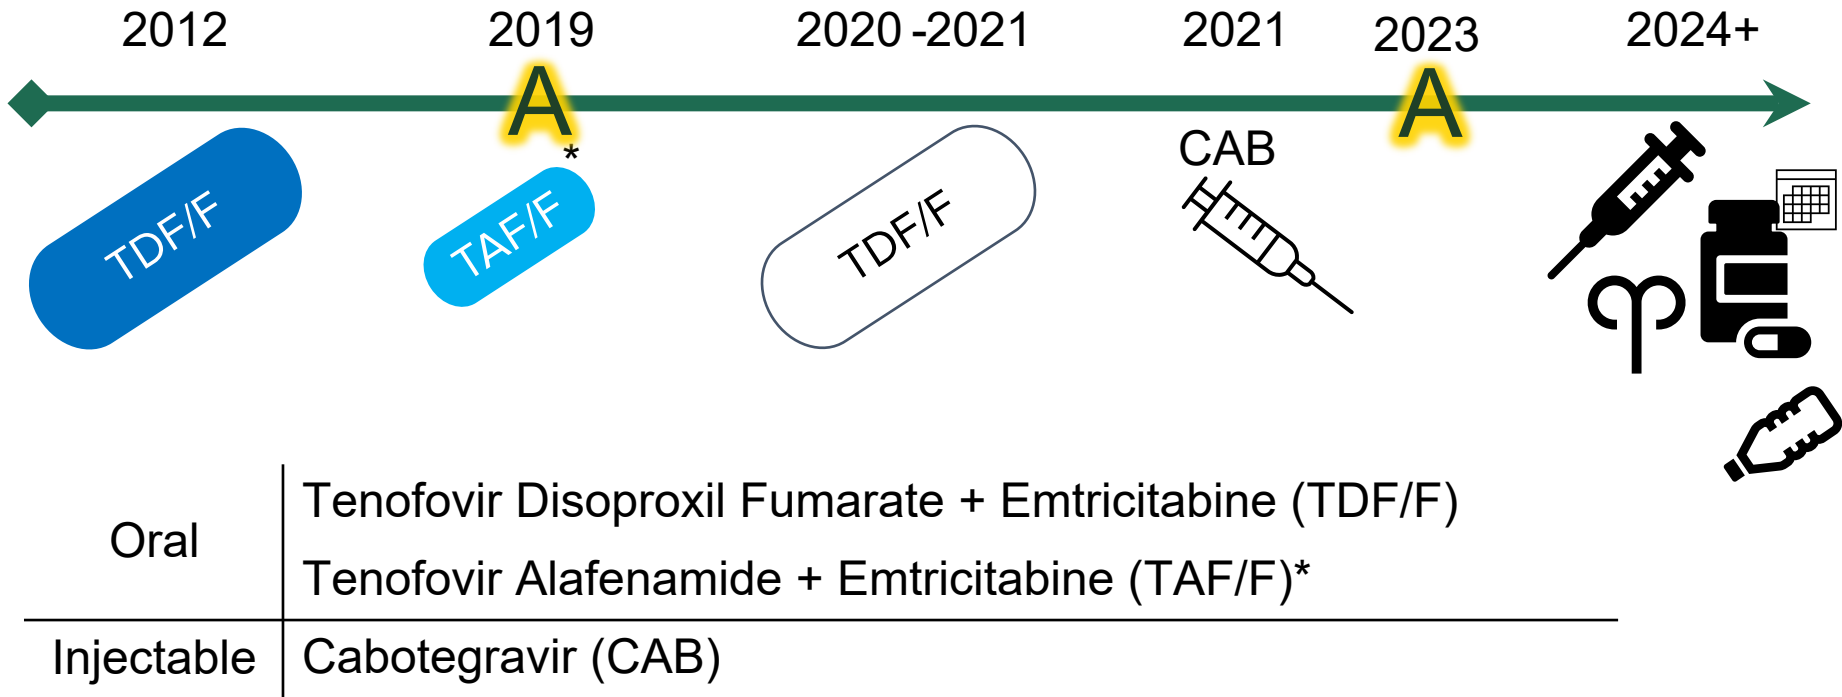 2012 2019 2020 -2021 2021 2023 2024+
A A
*
CAB
TDF/F TAF/F TDF/F
Tenofovir Disoproxil Fumarate + Emtricitabine (TDF/F)
Oral
Tenofovir Alafenamide + Emtricitabine (TAF/F)*
Injectable Cabotegravir (CAB)